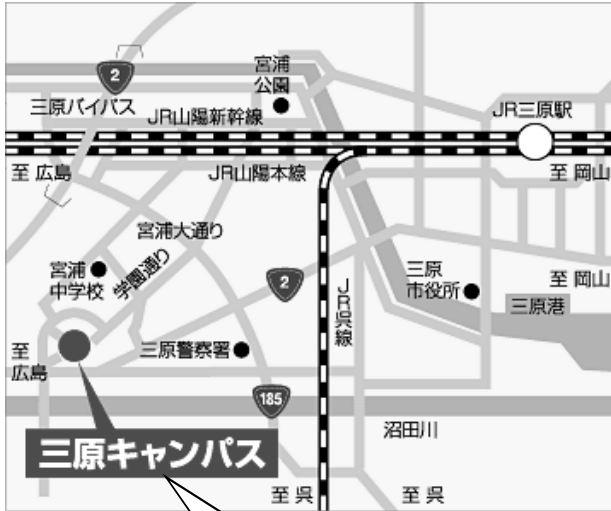 2
宮浦
公園
三原バイパス
JR山陽新幹線
JR三原駅
至 広島
JR山陽本線
至 岡山
宮浦大通り
宮浦
中学校
学園通り
2
JR呉線
三原
市役所
至 岡山
三原港
至
広島
三原警察署
185
沼田川
三原キャンパス
至 呉
至 呉